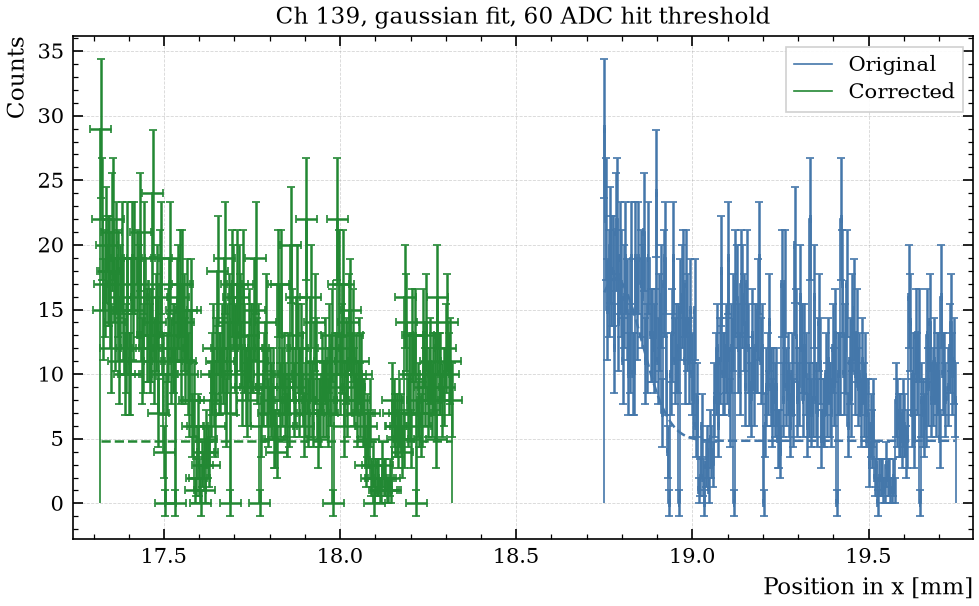 Ch 139, gaussian fit, 60 ADC hit threshold
Counts
35
30
25
20
15
10
5
0
Original
Corrected
17.5
18.0
18.5
19.0
19.5
Position in x [mm]